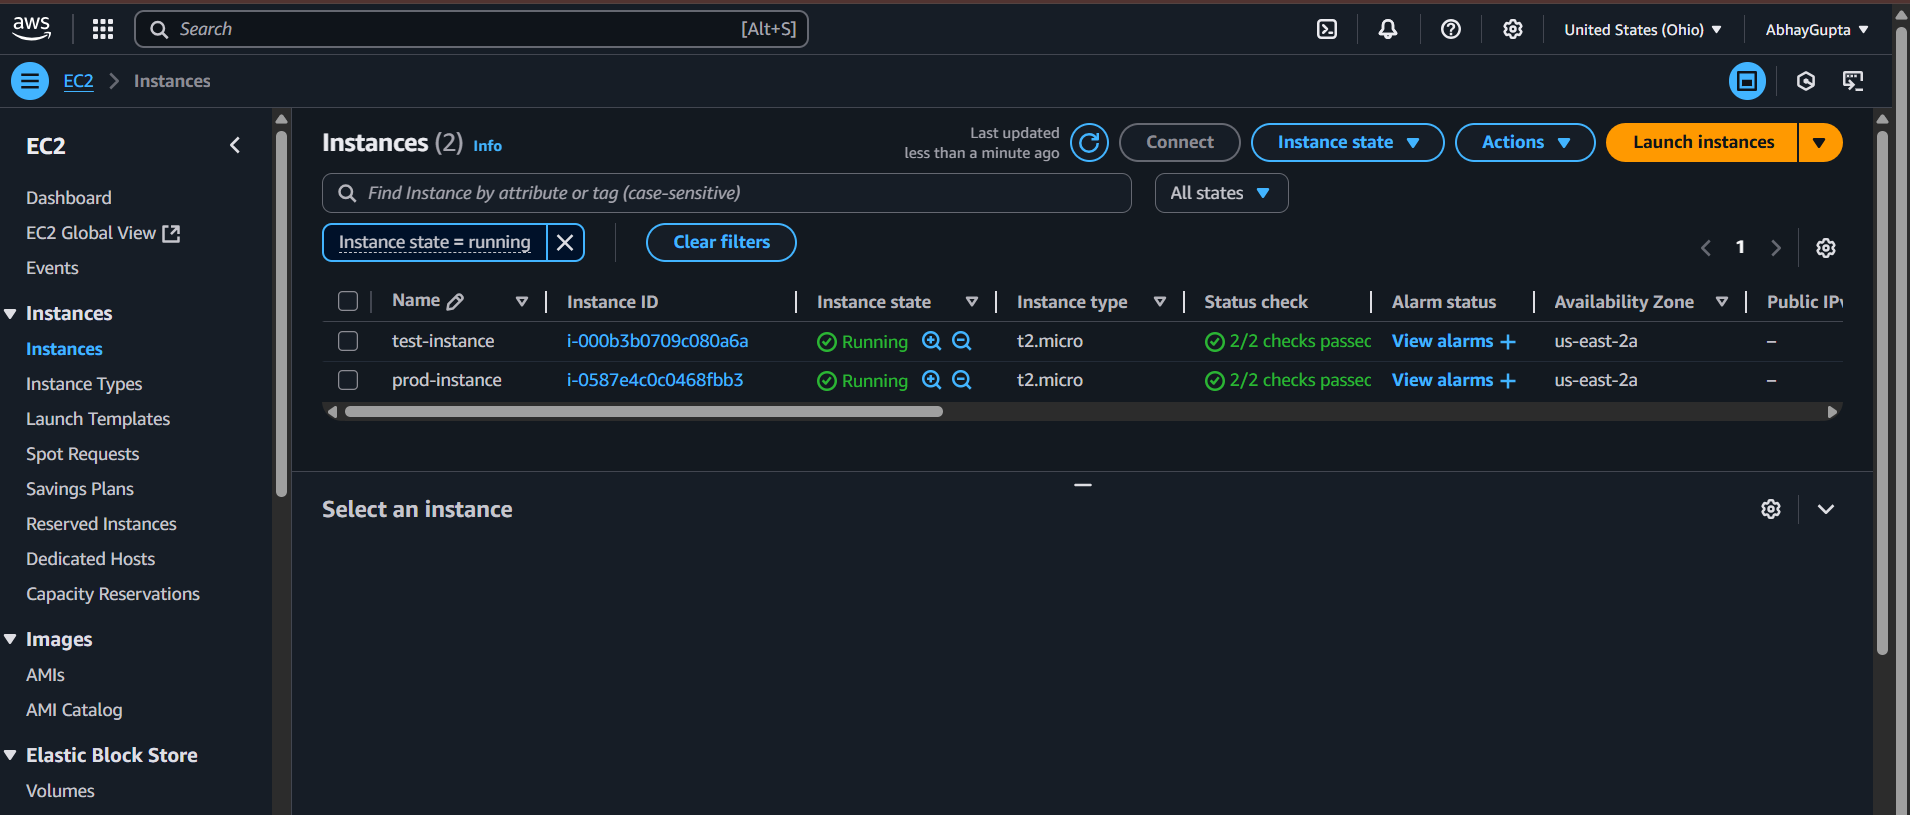 aws
Search [Alt+S]
United States (Ohio)
AbhayGupta
EC2
Instances
EC2
Dashboard
EC2 Global View
Events
Instances
Instances
Instance Types
Launch Templates
Spot Requests
Savings Plans
Reserved Instances
Dedicated Hosts
Capacity Reservations
Images
AMIs
AMI Catalog
Elastic Block Store
Volumes
Instances (2) Info
Last updated
less than a minute ago
Connect
Instance state
Actions
Launch instances
Find Instance by attribute or tag (case-sensitive)
All states
Instance state = running
Clear filters
1
Name Instance ID Instance state Instance type Status check Alarm status Availability Zone Public IPv
test-instance i-000b3b0709c080a6a Running t2.micro 2/2 checks passec View alarms + us-east-2a –
prod-instance i-0587e4c0c0468fbb3 Running t2.micro 2/2 checks passec View alarms + us-east-2a –
Select an instance